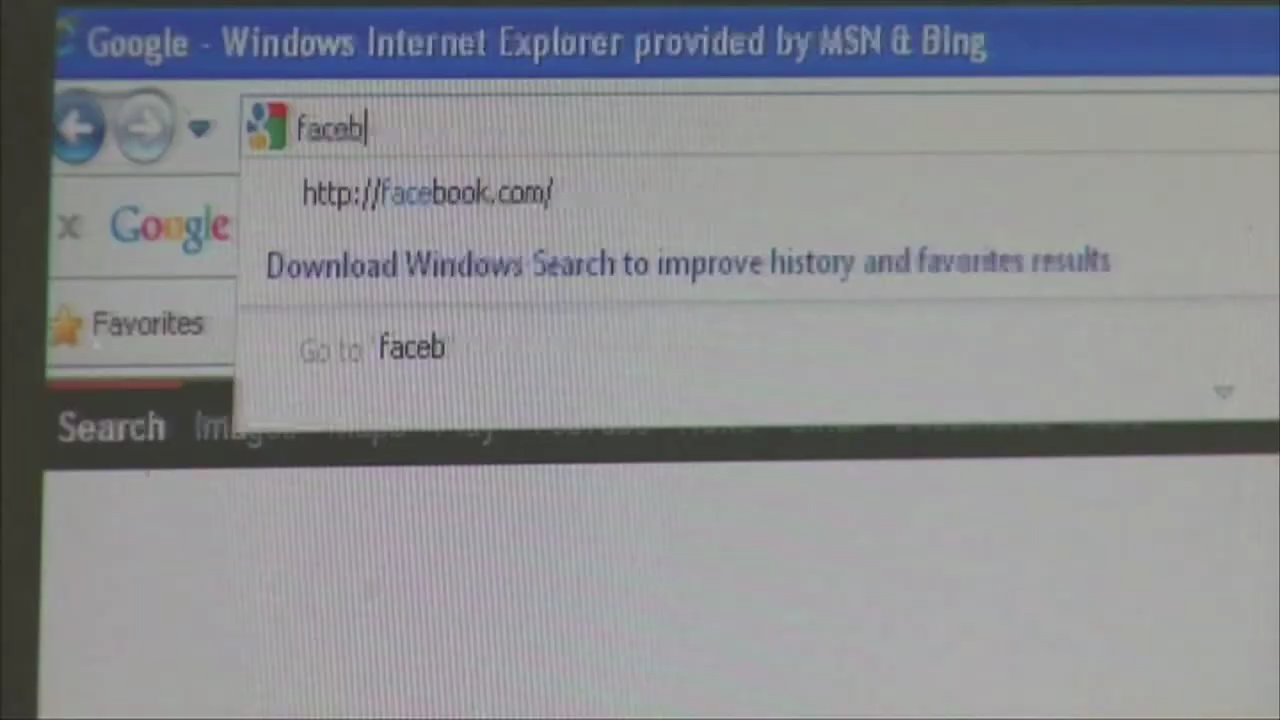 Google - Windows Internet Explorer provided by MSN & Bing
faceb
http://facebook.com/
x Google
Download Windows Search to improve history and favorites results
Favorites
Go to faceb
Search Images